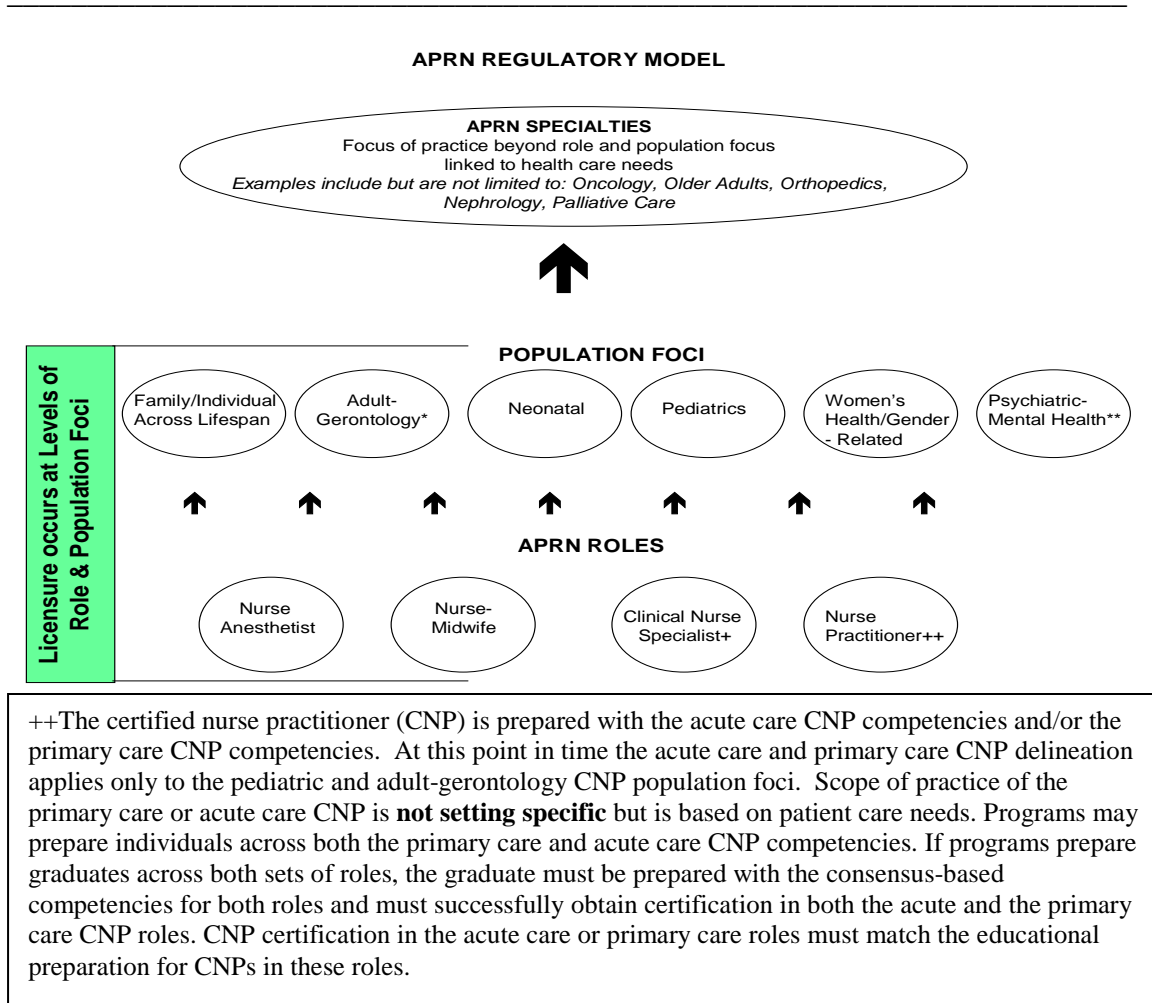 APRN REGULATORY MODEL
APRN SPECIALTIES
Focus of practice beyond role and population focus
linked to health care needs
Examples include but are not limited to: Oncology, Older Adults, Orthopedics,
Nephrology, Palliative Care
Licensure occurs at Levels of
Role & Population Foci
POPULATION FOCI
Family/Individual
Across Lifespan
Adult-
Gerontology*
Neonatal
Pediatrics
Women's
Health/Gender
- Related
Psychiatric-
Mental Health**
APRN ROLES
Nurse
Anesthetist
Nurse-
Midwife
Clinical Nurse
Specialist+
Nurse
Practitioner++
++The certified nurse practitioner (CNP) is prepared with the acute care CNP competencies and/or the
primary care CNP competencies.  At this point in time the acute care and primary care CNP delineation
applies only to the pediatric and adult-gerontology CNP population foci.  Scope of practice of the
primary care or acute care CNP is not setting specific but is based on patient care needs. Programs may
prepare individuals across both the primary care and acute care CNP competencies. If programs prepare
graduates across both sets of roles, the graduate must be prepared with the consensus-based
competencies for both roles and must successfully obtain certification in both the acute and the primary
care CNP roles. CNP certification in the acute care or primary care roles must match the educational
preparation for CNPs in these roles.